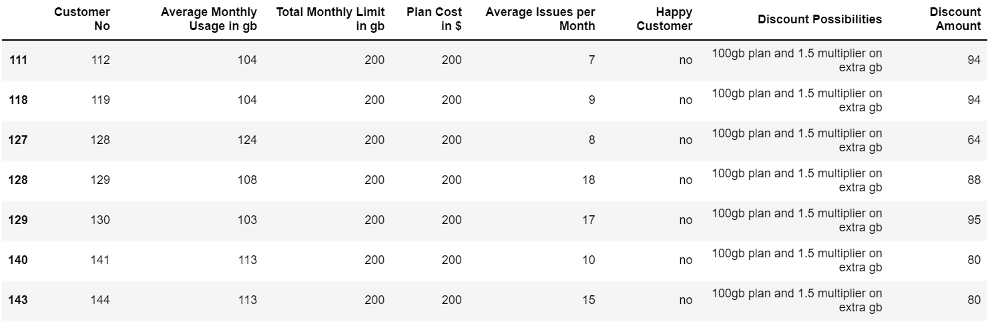 Customer No Average Monthly Usage in gb Total Monthly Limit in gb Plan Cost in $ Average Issues per Month Happy Customer Discount Possibilities Discount Amount
111 112 104 200 200 7 no 100gb plan and 1.5 multiplier on extra gb 94
118 119 104 200 200 9 no 100gb plan and 1.5 multiplier on extra gb 94
127 128 124 200 200 8 no 100gb plan and 1.5 multiplier on extra gb 64
128 129 108 200 200 18 no 100gb plan and 1.5 multiplier on extra gb 88
129 130 103 200 200 17 no 100gb plan and 1.5 multiplier on extra gb 95
140 141 113 200 200 10 no 100gb plan and 1.5 multiplier on extra gb 80
143 144 113 200 200 15 no 100gb plan and 1.5 multiplier on extra gb 80